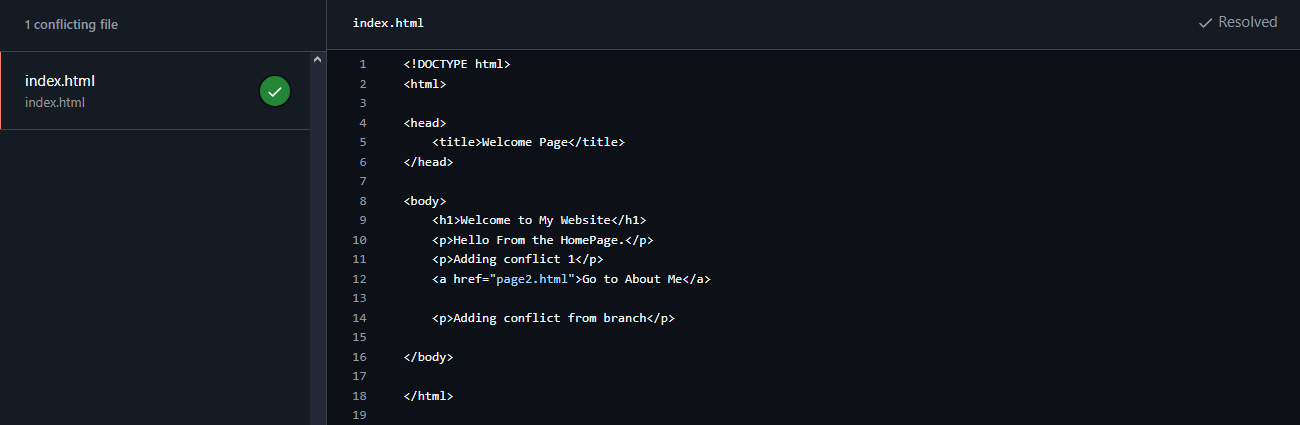 1 conflicting file
index.html
index.html
index.html
Resolved
1 <!DOCTYPE html>
2 <html>
3
4 <head>
5     <title>Welcome Page</title>
6 </head>
7
8 <body>
9     <h1>Welcome to My Website</h1>
10     <p>Hello From the HomePage.</p>
11     <p>Adding conflict 1</p>
12     <a href="page2.html">Go to About Me</a>
13
14     <p>Adding conflict from branch</p>
15
16 </body>
17
18 </html>
19